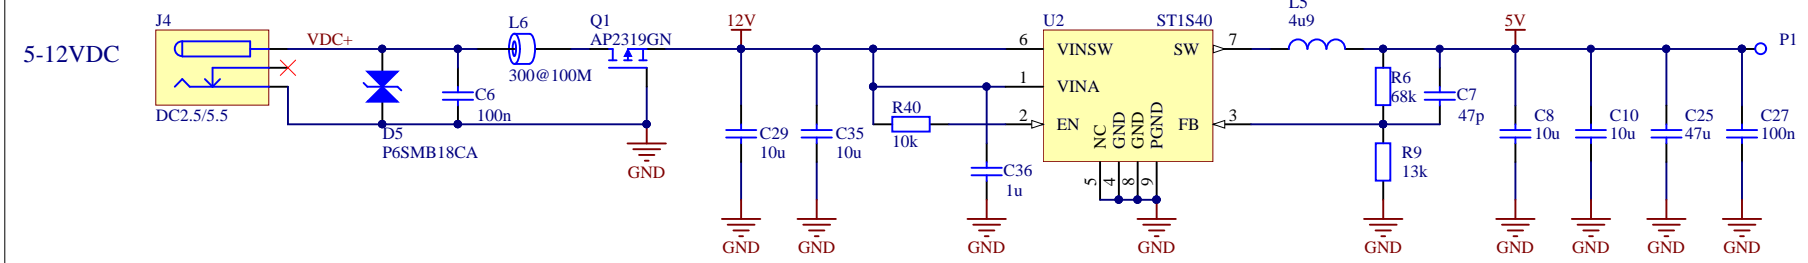 5-12VDC
J4
DC2.5/5.5
VDC+
D5
P6SMB18CA
C6
100n
L6
300@100M
Q1
AP2319GN
GND
12V
C29
10u
GND
C35
10u
GND
R40
10k
C36
1u
GND
U2
ST1S40
6 VINSW
SW 7
1 VINA
2 EN
FB 3
NC
GND
GND
PGND
5
4
8
9
GND
L5
4u9
R6
68k
C7
47p
R9
13k
GND
5V
C8
10u
GND
C10
10u
GND
C25
47u
GND
C27
100n
GND
P1